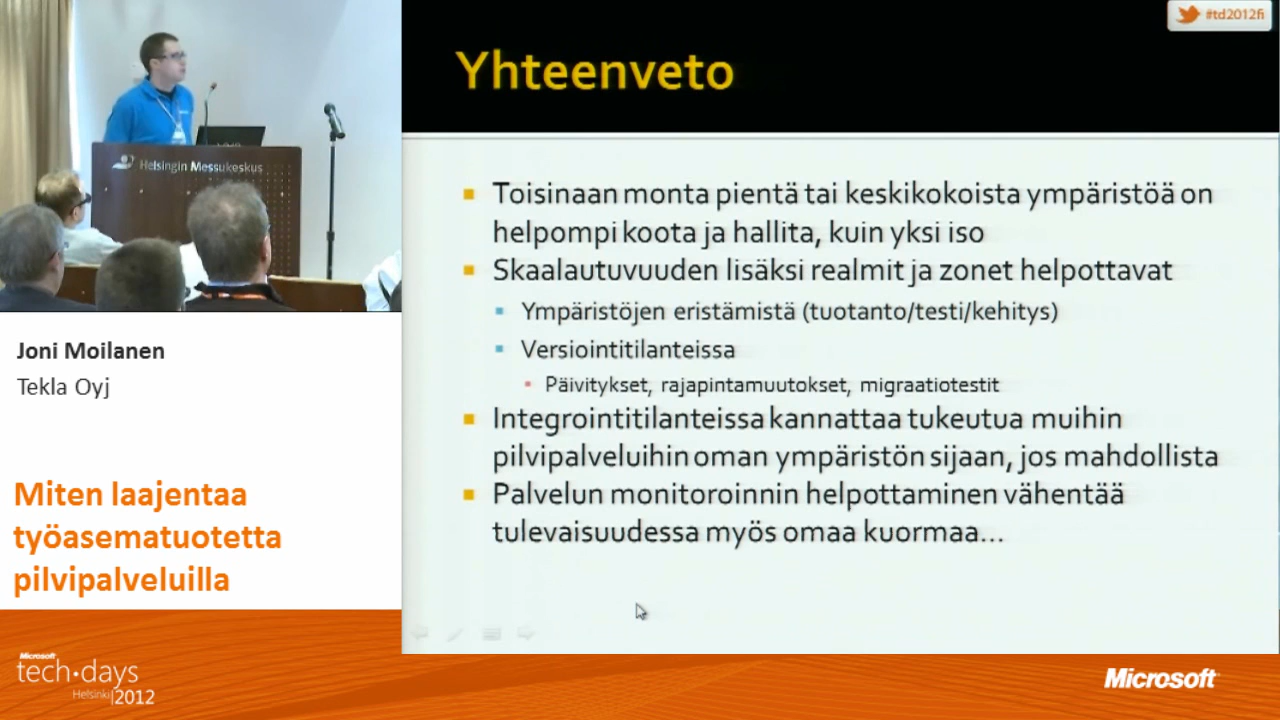 #td2012fi
Yhteenveto
Helsingin Messukeskus
Toisinaan monta pientä tai keskikokoista ympäristöä on
helpompi koota ja hallita, kuin yksi iso
Skaalautuvuuden lisäksi realmit ja zonet helpottavat
Ympäristöjen eristämistä (tuotanto/testi/kehitys)
Versiointitilanteissa
Päivitykset, rajapintamuutokset, migraatiotestit
Integrointitilanteissa kannattaa tukeutua muihin
pilvipalveluihin oman ympäristön sijaan, jos mahdollista
Palvelun monitoroinnin helpottaminen vähentää
tulevaisuudessa myös omaa kuormaa...
Joni Moilanen
Tekla Oyj
Miten laajentaa
työasematuotetta
pilvipalveluilla
Microsoft
tech·days
Helsinki|2012
Microsoft